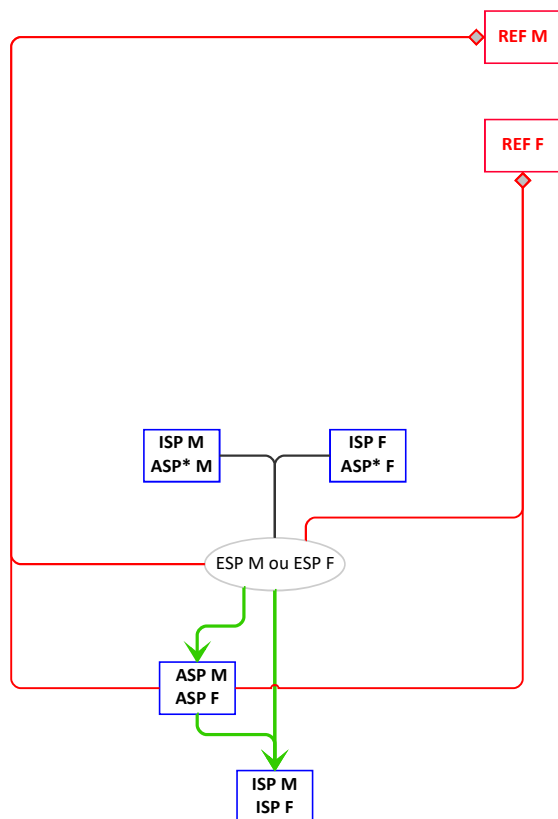 REF M
REF F
ISP M
ASP* M
ISP F
ASP* F
ESP M ou ESP F
ASP M
ASP F
ISP M
ISP F